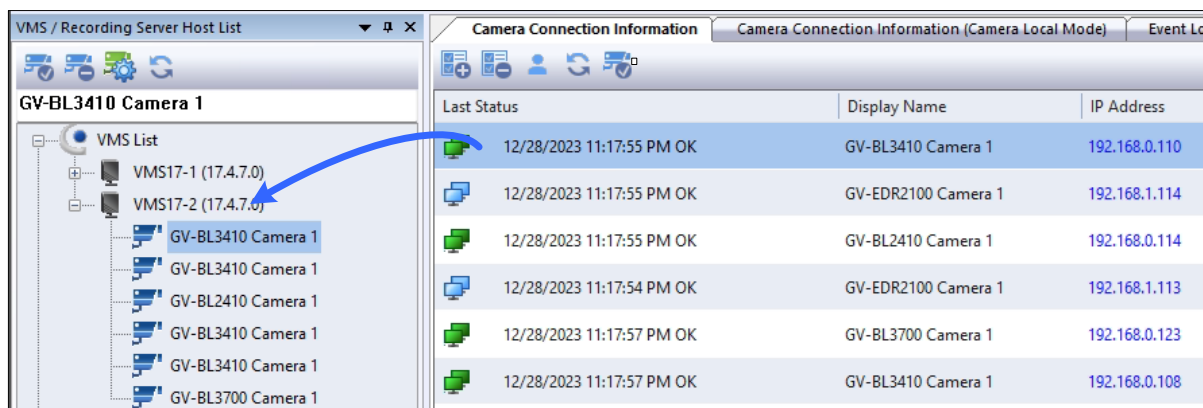 VMS / Recording Server Host List
GV-BL3410 Camera 1
VMS List
VMS17-1 (17.4.7.0)
VMS17-2 (17.4.7.0)
GV-BL3410 Camera 1
GV-BL3410 Camera 1
GV-BL2410 Camera 1
GV-BL3410 Camera 1
GV-BL3410 Camera 1
GV-BL3700 Camera 1
Camera Connection Information
Camera Connection Information (Camera Local Mode)
Event Lo
Last Status Display Name IP Address
12/28/2023 11:17:55 PM OK GV-BL3410 Camera 1 192.168.0.110
12/28/2023 11:17:55 PM OK GV-EDR2100 Camera 1 192.168.1.114
12/28/2023 11:17:55 PM OK GV-BL2410 Camera 1 192.168.0.114
12/28/2023 11:17:54 PM OK GV-EDR2100 Camera 1 192.168.1.113
12/28/2023 11:17:57 PM OK GV-BL3700 Camera 1 192.168.0.123
12/28/2023 11:17:57 PM OK GV-BL3410 Camera 1 192.168.0.108